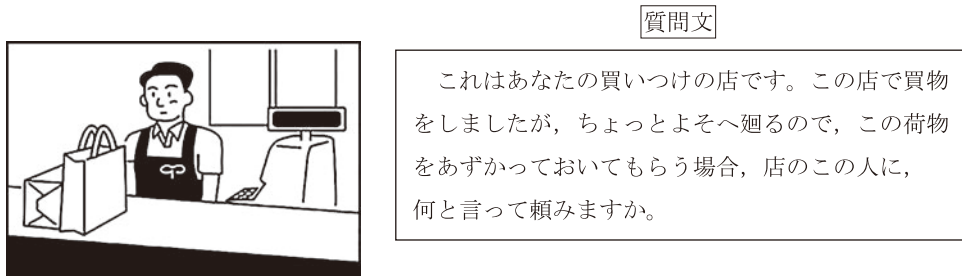 質問文
これはあなたの買いつけの店です。この店で買物
をしましたが，ちょっとよそへ廻るので，この荷物
をあずかっておいてもらう場合，店のこの人に，
何と言って頼みますか。